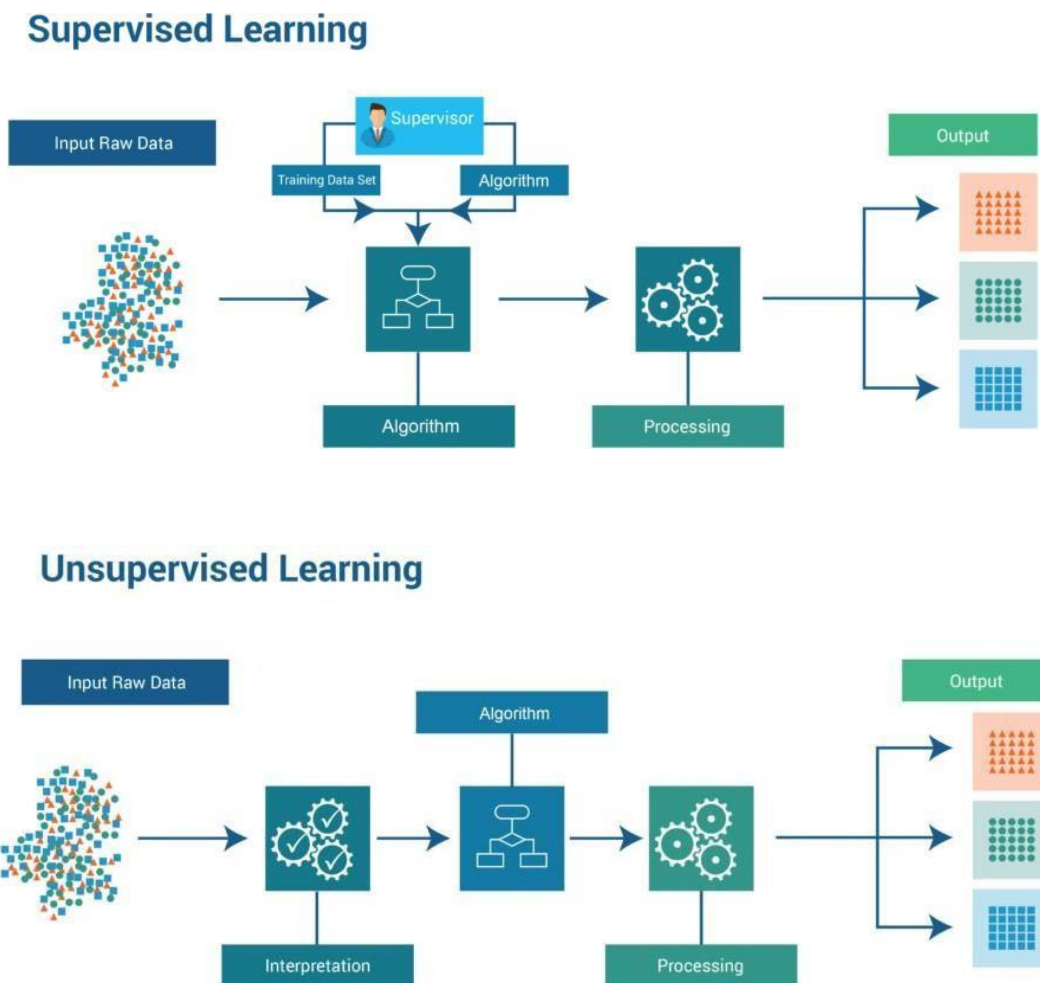 Supervised Learning
Input Raw Data
Supervisor
Output
Training Data Set
Algorithm
Algorithm
Processing
Unsupervised Learning
Input Raw Data
Output
Algorithm
Interpretation
Processing